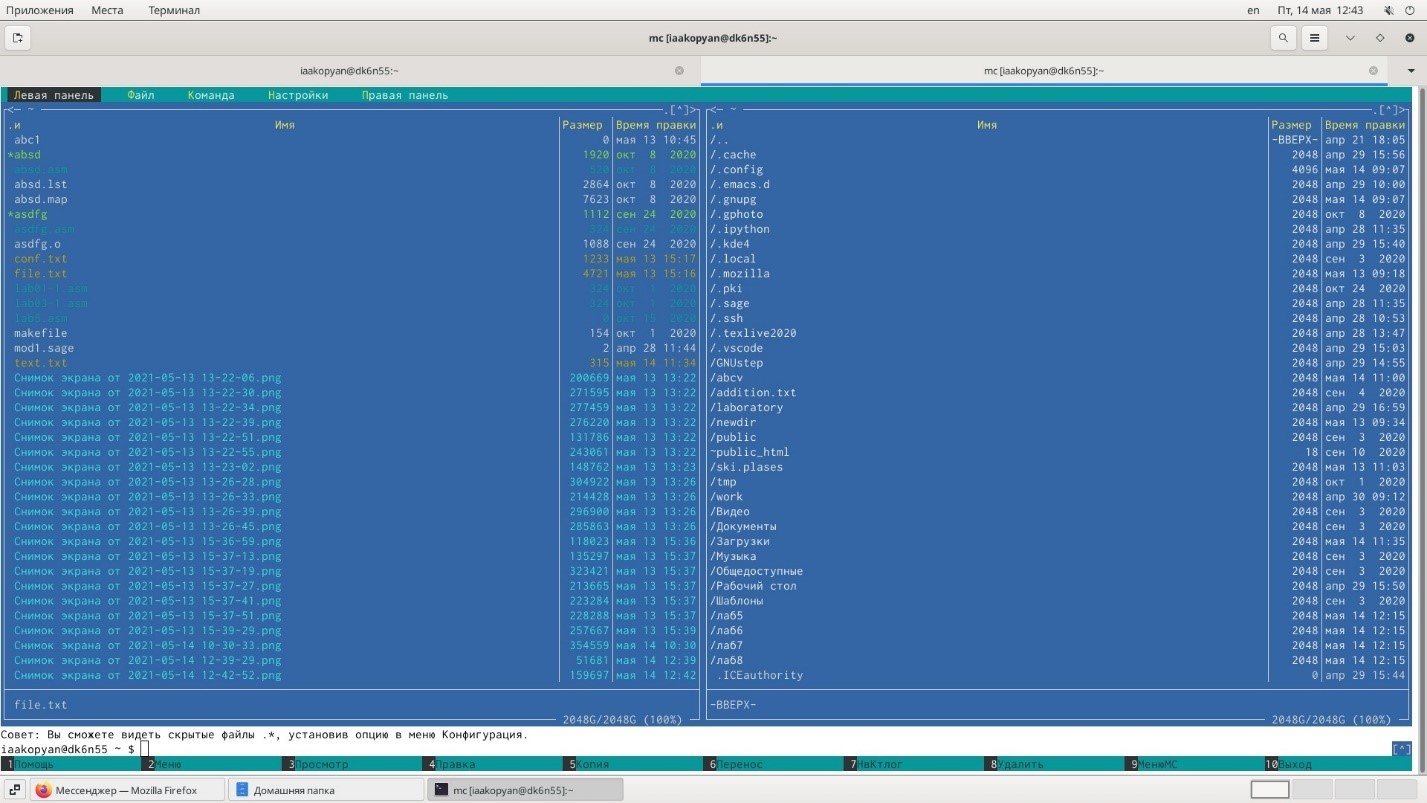 Приложения Места Терминал en Пт, 14 мая 12:43
mc [iaakopyan@dk6n55]:~
iaakopyan@dk6n55:~ mc [iaakopyan@dk6n55]:~
Левая панель Файл Команда Настройки Правая панель
<— ~ .[^]>
.и Имя Размер Время правки
abc1 0 мая 13 10:45
*absd 1920 окт 8 2020
absd.lst 2864 окт 8 2020
absd.map 7623 окт 8 2020
*asdfg 1112 сен 24 2020
asdfg.o 1088 сен 24 2020
conf.txt 1233 мая 13 15:17
file.txt 4721 мая 13 15:16
makefile 154 окт 1 2020
mod1.sage 2 апр 28 11:44
text.txt 315 мая 14 11:34
Снимок экрана от 2021-05-13 13-22-06.png 200669 мая 13 13:22
Снимок экрана от 2021-05-13 13-22-30.png 271595 мая 13 13:22
Снимок экрана от 2021-05-13 13-22-34.png 277459 мая 13 13:22
Снимок экрана от 2021-05-13 13-22-39.png 276220 мая 13 13:22
Снимок экрана от 2021-05-13 13-22-51.png 131786 мая 13 13:22
Снимок экрана от 2021-05-13 13-22-55.png 243061 мая 13 13:22
Снимок экрана от 2021-05-13 13-23-02.png 148762 мая 13 13:23
Снимок экрана от 2021-05-13 13-26-28.png 304922 мая 13 13:26
Снимок экрана от 2021-05-13 13-26-33.png 214428 мая 13 13:26
Снимок экрана от 2021-05-13 13-26-39.png 296900 мая 13 13:26
Снимок экрана от 2021-05-13 13-26-45.png 285863 мая 13 13:26
Снимок экрана от 2021-05-13 15-36-59.png 118023 мая 13 15:36
Снимок экрана от 2021-05-13 15-37-13.png 135297 мая 13 15:37
Снимок экрана от 2021-05-13 15-37-19.png 323421 мая 13 15:37
Снимок экрана от 2021-05-13 15-37-27.png 213665 мая 13 15:37
Снимок экрана от 2021-05-13 15-37-41.png 223284 мая 13 15:37
Снимок экрана от 2021-05-13 15-37-51.png 228288 мая 13 15:37
Снимок экрана от 2021-05-13 15-39-29.png 257667 мая 13 15:39
Снимок экрана от 2021-05-14 10-30-33.png 354559 мая 14 10:30
Снимок экрана от 2021-05-14 12-39-29.png 51681 мая 14 12:39
Снимок экрана от 2021-05-14 12-42-52.png 159697 мая 14 12:42
file.txt
2048G/2048G (100%)
<— ~ .[^]>
.и Имя Размер Время правки
/.. -ВВЕРХ- апр 21 18:05
/.cache 2048 апр 29 15:56
/.config 4096 мая 14 09:07
/.emacs.d 2048 апр 29 10:00
/.gnupg 2048 мая 14 09:07
/.gphoto 2048 окт 8 2020
/.ipython 2048 апр 28 11:35
/.kde4 2048 апр 29 15:40
/.local 2048 сен 3 2020
/.mozilla 2048 мая 13 09:18
/.pki 2048 окт 24 2020
/.sage 2048 апр 28 11:35
/.ssh 2048 апр 28 10:53
/.texlive2020 2048 апр 28 13:47
/.vscode 2048 апр 29 15:03
/GNUstep 2048 апр 29 14:55
/abcv 2048 мая 14 11:00
/addition.txt 2048 сен 4 2020
/laboratory 2048 апр 29 16:59
/newdir 2048 мая 13 09:34
/public 2048 сен 3 2020
~public_html 18 сен 10 2020
/ski.plases 2048 мая 13 11:03
/tmp 2048 окт 1 2020
/work 2048 апр 30 09:12
/Видео 2048 сен 3 2020
/Документы 2048 сен 3 2020
/Загрузки 2048 мая 14 11:35
/Музыка 2048 сен 3 2020
/Общедоступные 2048 сен 3 2020
/Рабочий стол 2048 апр 29 15:50
/Шаблоны 2048 сен 3 2020
/лаб5 2048 мая 14 12:15
/лаб6 2048 мая 14 12:15
/лаб7 2048 мая 14 12:15
/лаб8 2048 мая 14 12:15
.ICEauthority 0 апр 29 15:44
-ВВЕРХ-
2048G/2048G (100%)
Совет: Вы сможете видеть скрытые файлы .*, установив опцию в меню Конфигурация.
iaakopyan@dk6n55 ~ $ [^]
1Помощь 2Меню 3Просмотр 4Правка 5Копия 6Перенос 7НвКтлог 8Удалить 9МенюМС 10Выход
Мессенджер — Mozilla Firefox Домашняя папка mc [iaakopyan@dk6n55]:~